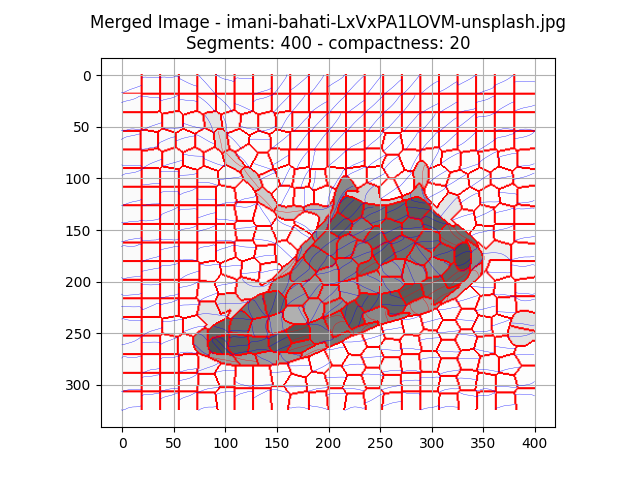 Merged Image - imani-bahati-LxVxPA1LOVM-unsplash.jpg
Segments: 400 - compactness: 20
0
50
100
150
200
250
300
0 50 100 150 200 250 300 350 400